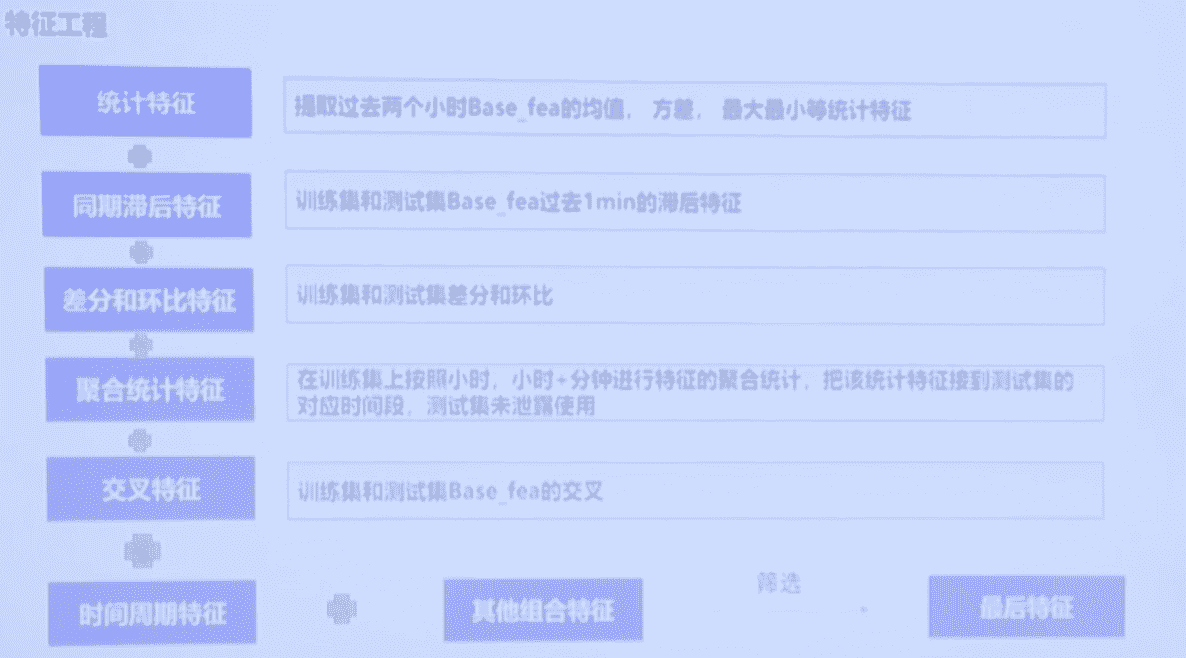 特征工程
统计特征
提取过去两个小时Base_fea的均值，方差，最大最小等统计特征
同期滞后特征
训练集和测试集Base_fea过去1min的滞后特征
差分和环比特征
训练集和测试集差分和环比
聚合统计特征
在训练集上按照小时，小时+分钟进行特征的聚合统计，把该统计特征接到测试集的
对应时间段，测试集未泄露使用
交叉特征
训练集和测试集Base_fea的交叉
时间周期特征
其他组合特征
筛选
最后特征